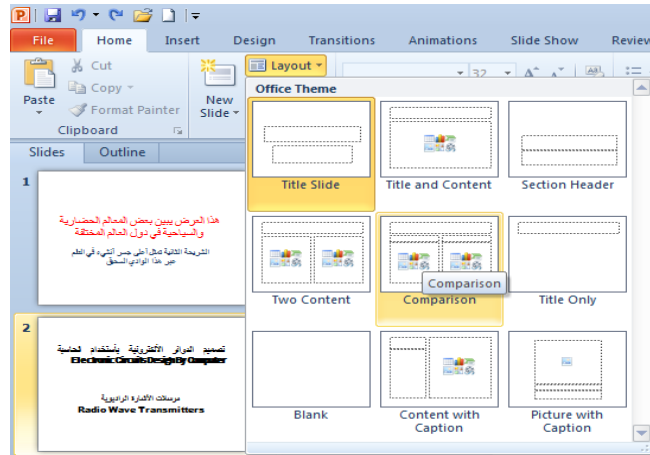 File Home Insert Design Transitions Animations Slide Show Review
Cut
Copy
Format Painter
Paste
Clipboard
New
Slide
Layout
32
Office Theme
Title Slide
Title and Content
Section Header
Two Content
Comparison
Comparison
Title Only
Blank
Content with
Caption
Picture with
Caption
Slides Outline
1
هذا العرض يبين بعض المعالم الحضارية
والسياحية في دول العالم المختلفة
الشريحة الثانية تمثل أعلى جسر أنشيء في العلم
عبر هذا الوادي السحق
2
تصميم الدوائر الألكترونية بأستخدام الحاسبة
Electronic Circuits Design By Computer
مرسلات الأشارة الراديوية
Radio Wave Transmitters